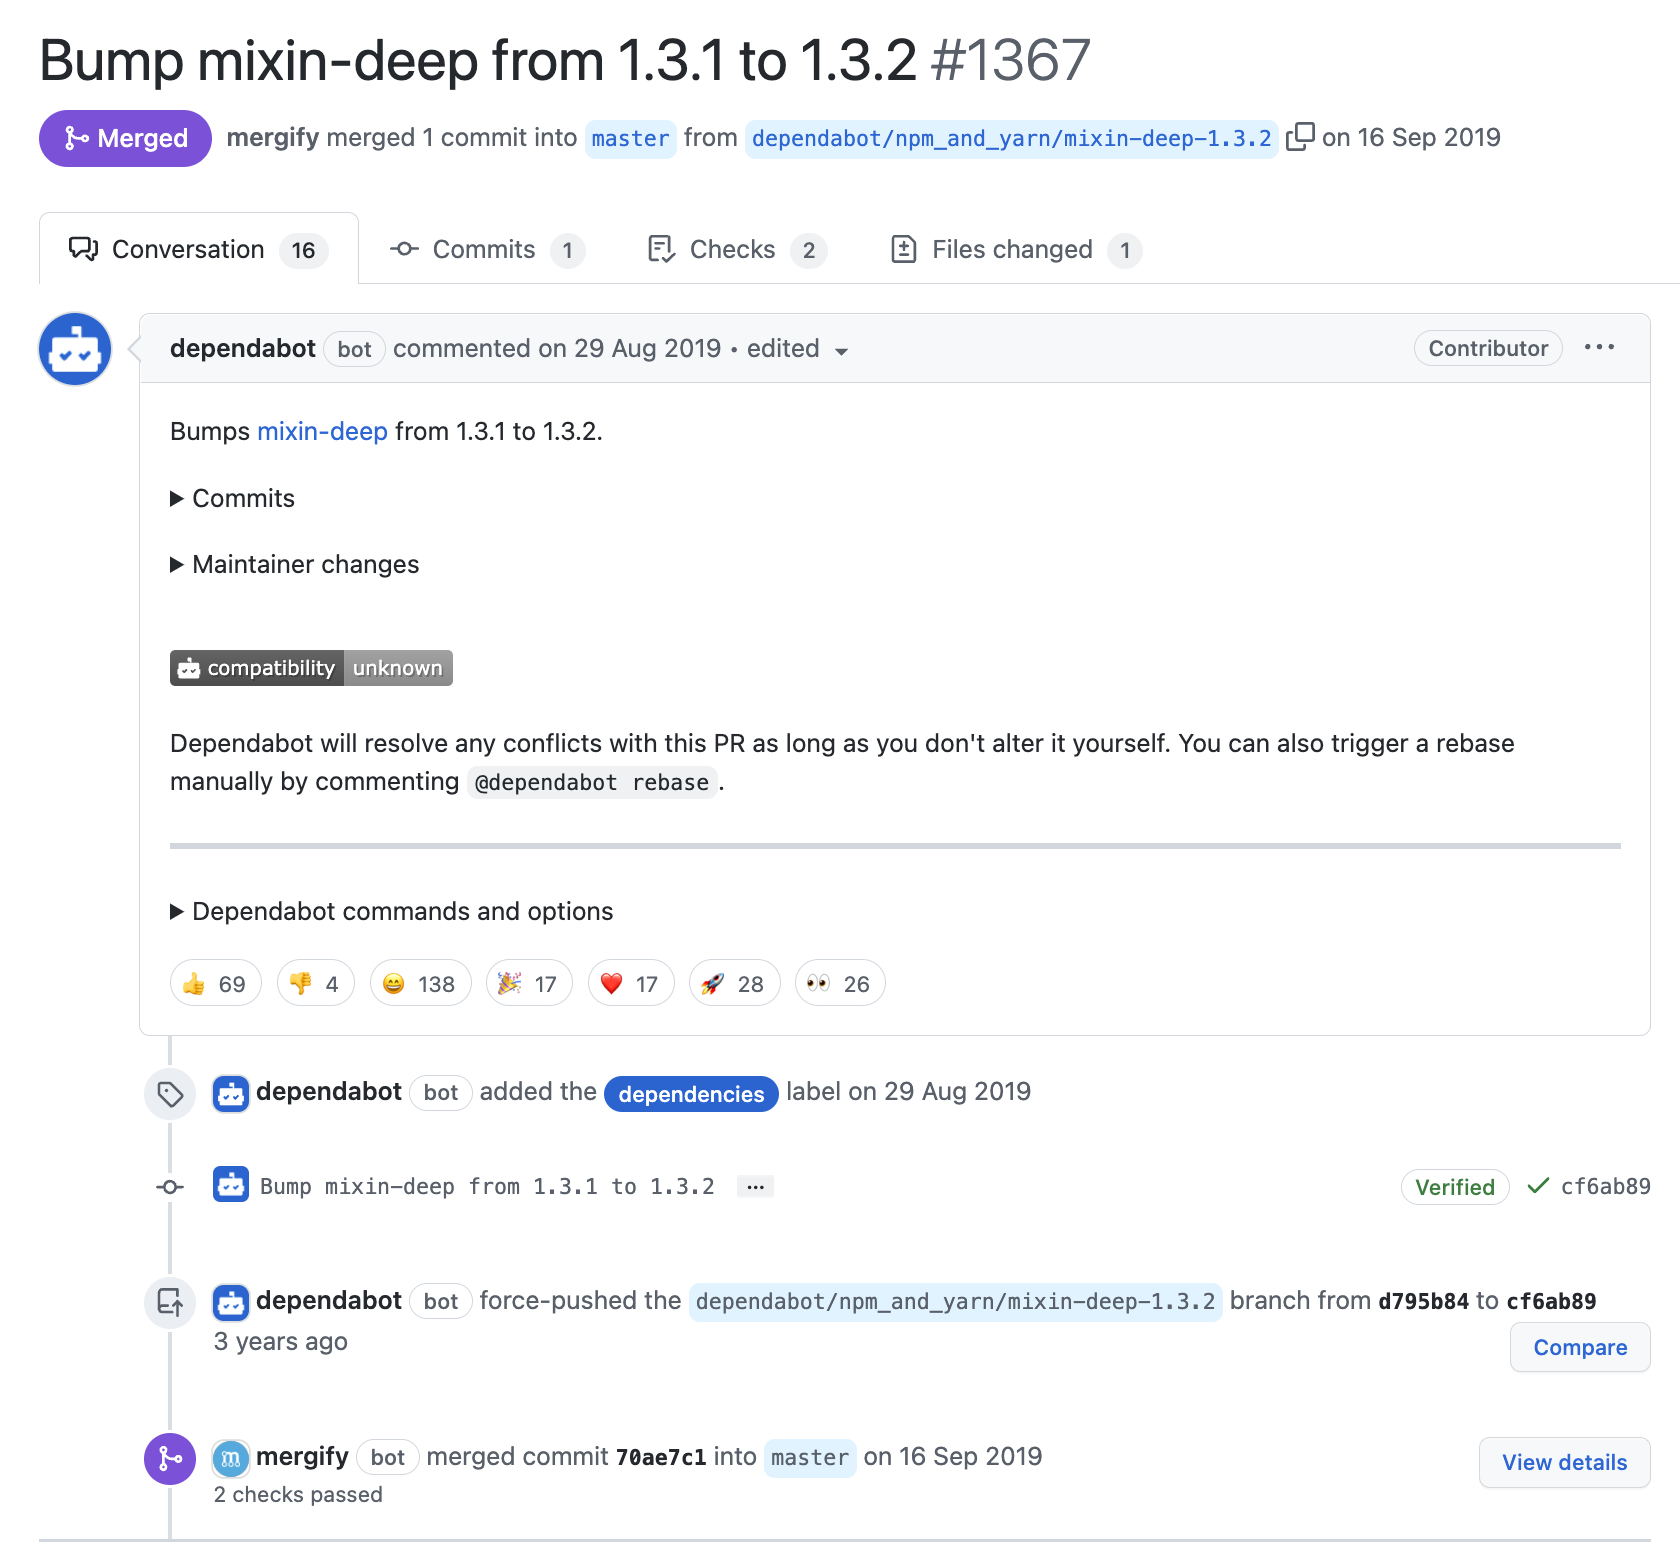 Bump mixin-deep from 1.3.1 to 1.3.2 #1367
Merged mergify merged 1 commit into master from dependabot/npm_and_yarn/mixin-deep-1.3.2 on 16 Sep 2019
Conversation 16 Commits 1 Checks 2 Files changed 1
dependabot bot commented on 29 Aug 2019 • edited Contributor ···
Bumps mixin-deep from 1.3.1 to 1.3.2.
Commits
Maintainer changes
compatibility unknown
Dependabot will resolve any conflicts with this PR as long as you don't alter it yourself. You can also trigger a rebase
manually by commenting @dependabot rebase.
Dependabot commands and options
👍 69 👎 4 😄 138 🎉 17 ❤️ 17 🚀 28 👀 26
dependabot bot added the dependencies label on 29 Aug 2019
Bump mixin-deep from 1.3.1 to 1.3.2 ... Verified ✓ cf6ab89
dependabot bot force-pushed the dependabot/npm_and_yarn/mixin-deep-1.3.2 branch from d795b84 to cf6ab89
3 years ago
Compare
mergify bot merged commit 70ae7c1 into master on 16 Sep 2019
View details
2 checks passed